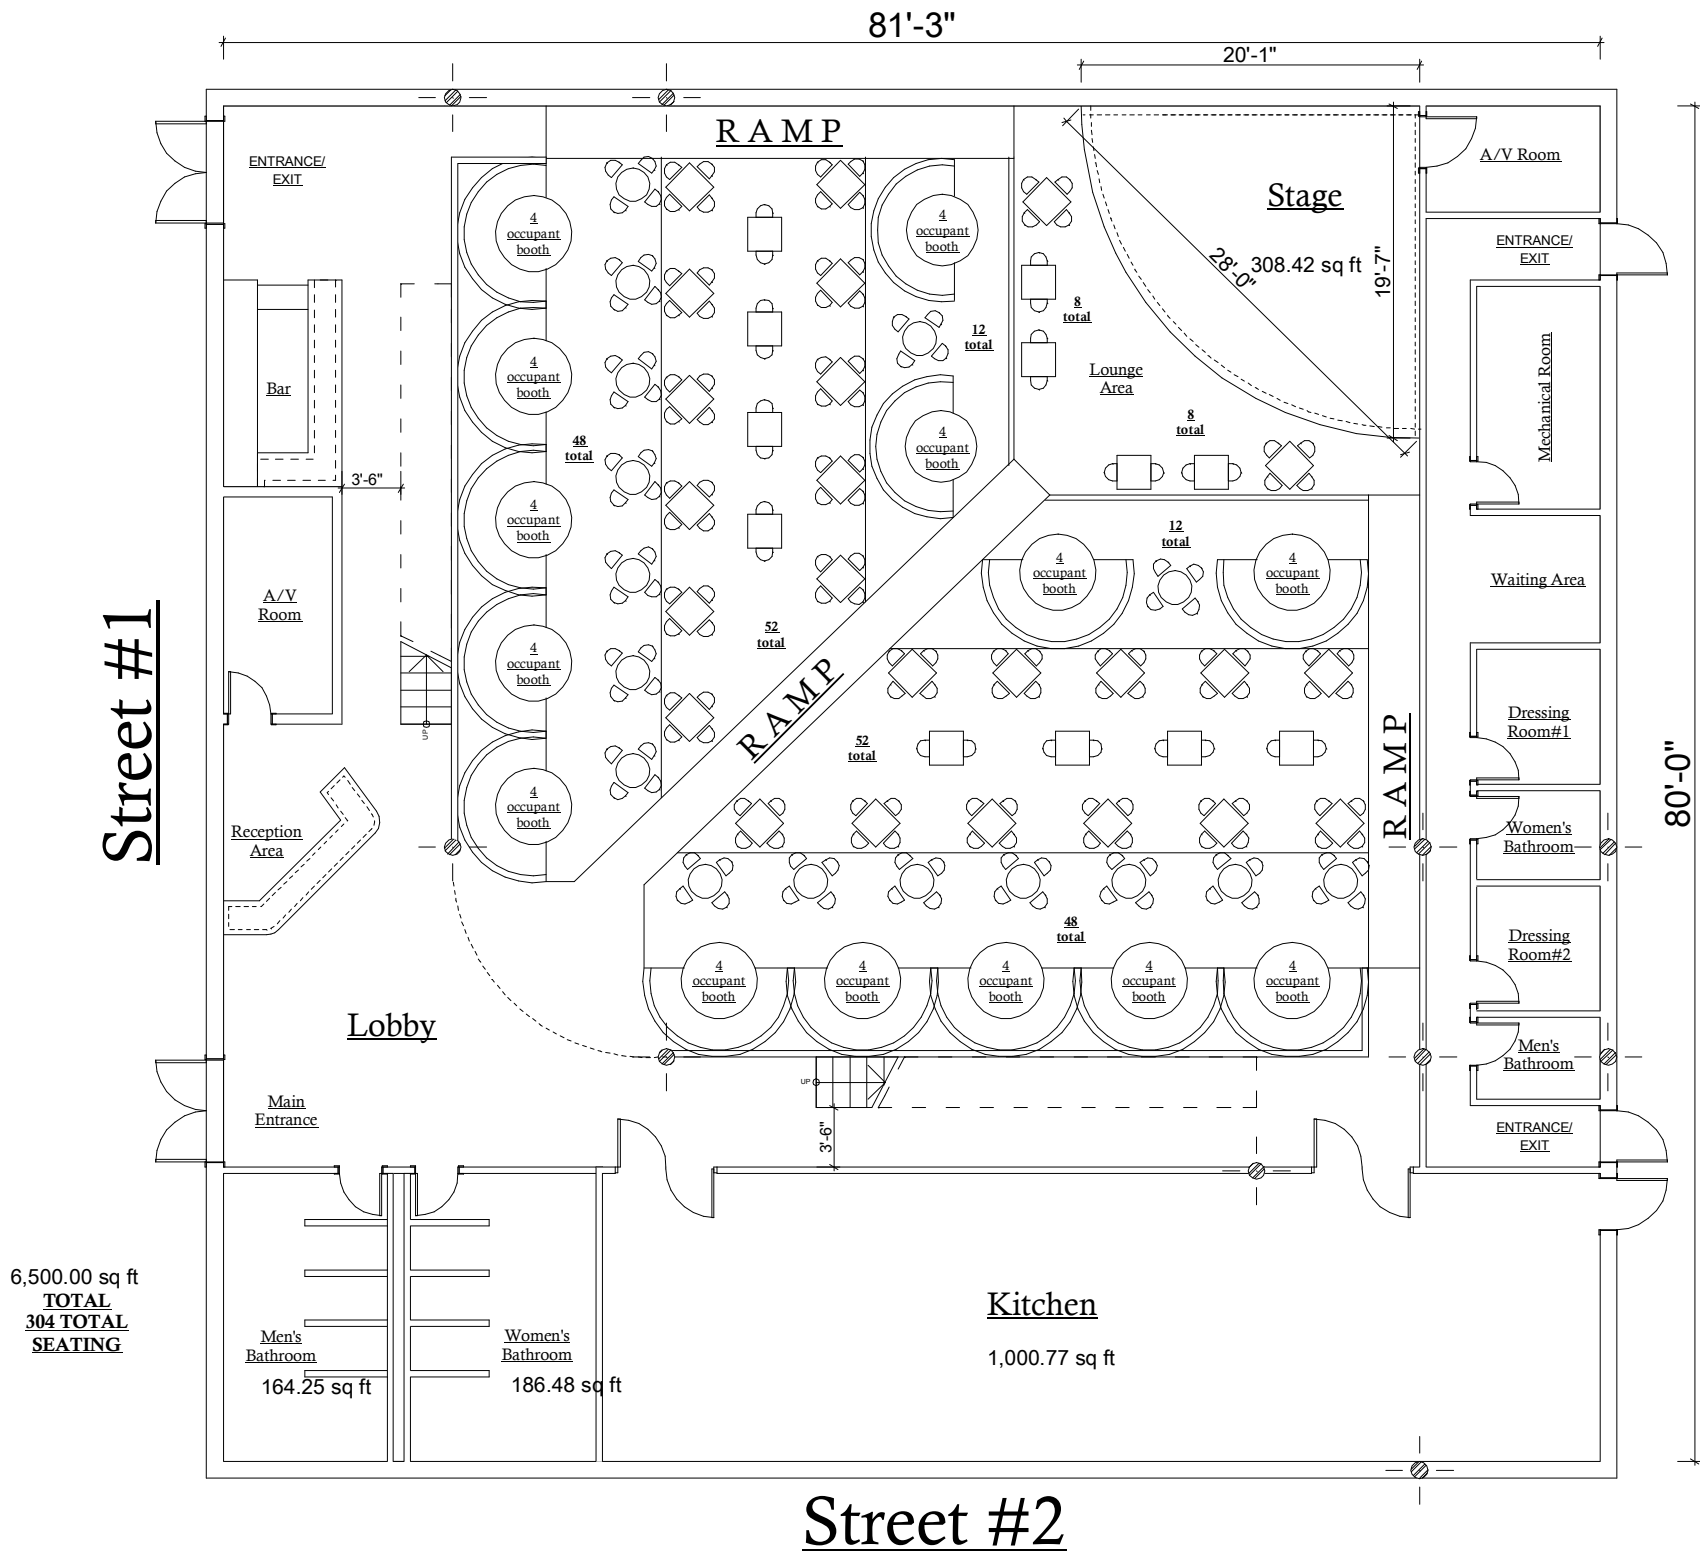 81'-3"
20'-1"
RAMP
ENTRANCE/
EXIT
A/V Room
Stage
4
occupant
booth
4
occupant
booth
ENTRANCE/
EXIT
28'-0"
308.42 sq ft
19'-7"
8
total
12
total
4
occupant
booth
Lounge
Area
Bar
Mechanical Room
8
total
4
occupant
booth
48
total
3'-6"
4
occupant
booth
12
total
4
occupant
booth
4
occupant
booth
Waiting Area
A/V
Room
52
total
4
occupant
booth
Street #1
RAMP
UP
Dressing
Room#1
52
total
RAMP
80'-0"
4
occupant
booth
Reception
Area
Women's
Bathroom
48
total
Dressing
Room#2
4
occupant
booth
4
occupant
booth
4
occupant
booth
4
occupant
booth
4
occupant
booth
Lobby
Men's
Bathroom
UP
Main
Entrance
3'-6"
ENTRANCE/
EXIT
6,500.00 sq ft
TOTAL
304 TOTAL
SEATING
Men's
Bathroom
164.25 sq ft
Women's
Bathroom
186.48 sq ft
Kitchen
1,000.77 sq ft
Street #2